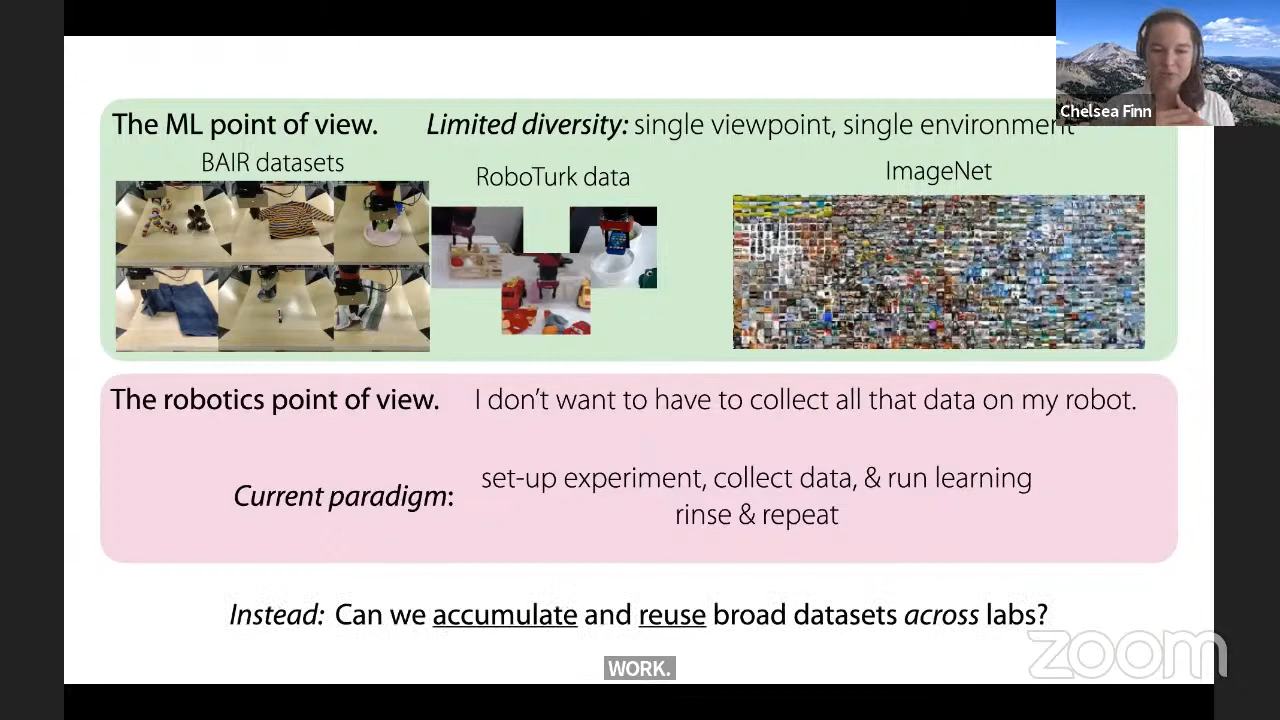 Chelsea Finn
The ML point of view. Limited diversity: single viewpoint, single environment
BAIR datasets
RoboTurk data
ImageNet
The robotics point of view. I don't want to have to collect all that data on my robot.
Current paradigm:
set-up experiment, collect data, & run learning
rinse & repeat
Instead: Can we accumulate and reuse broad datasets across labs?
zoom
WORK.